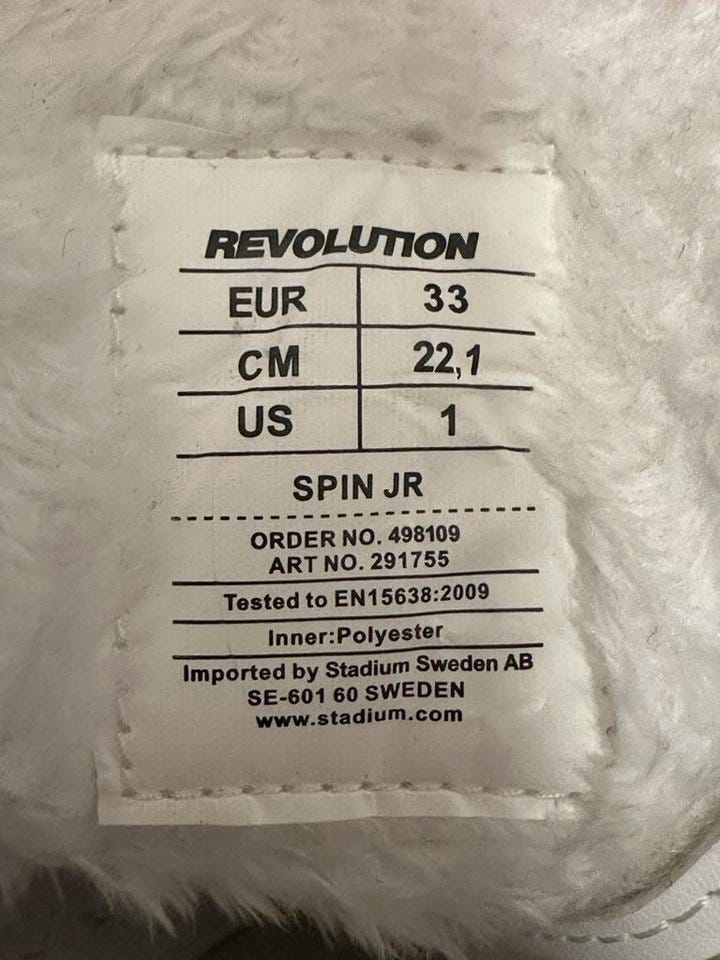 REVOLUTION
EUR 33
CM 22,1
US 1
SPIN JR
ORDER NO. 498109
ART NO. 291755
Tested to EN15638:2009
Inner:Polyester
Imported by Stadium Sweden AB
SE-601 60 SWEDEN
www.stadium.com